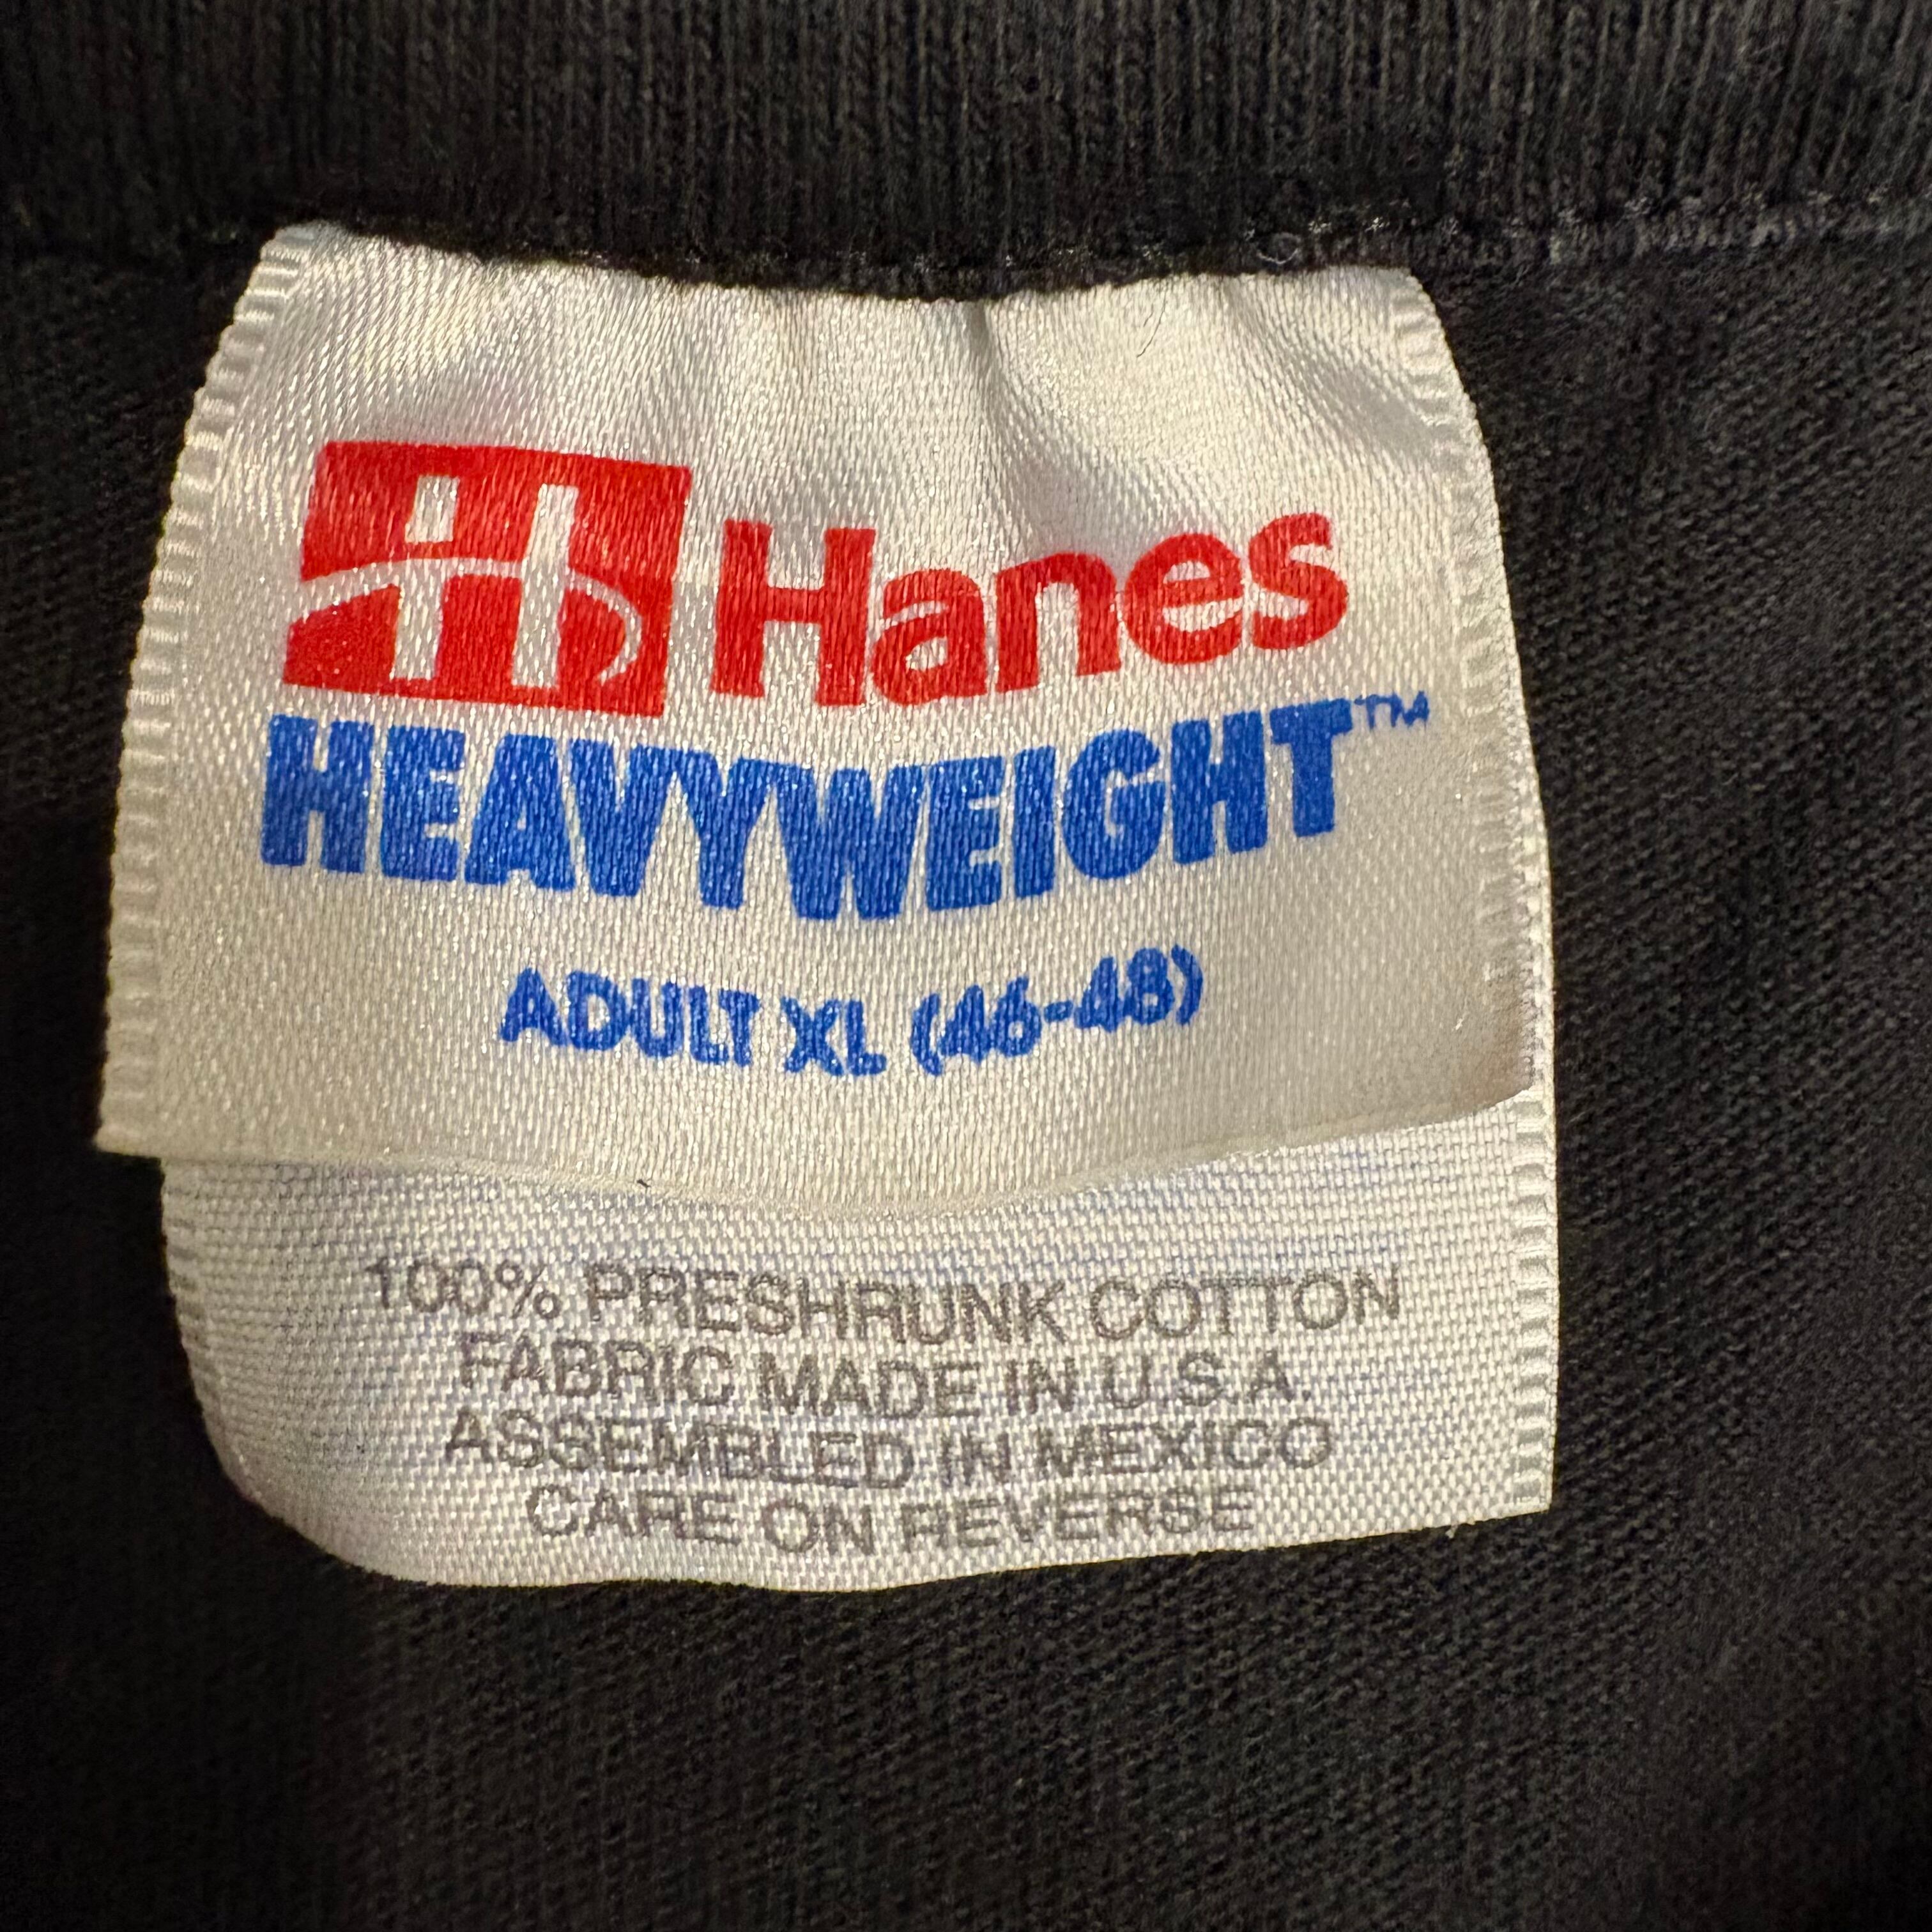 Hanes
HEAVYWEIGHT™
ADULT XL (46-48)
100% PRESHRUNK COTTON
FABRIC MADE IN U.S.A.
ASSEMBLED IN MEXICO
CARE ON REVERSE